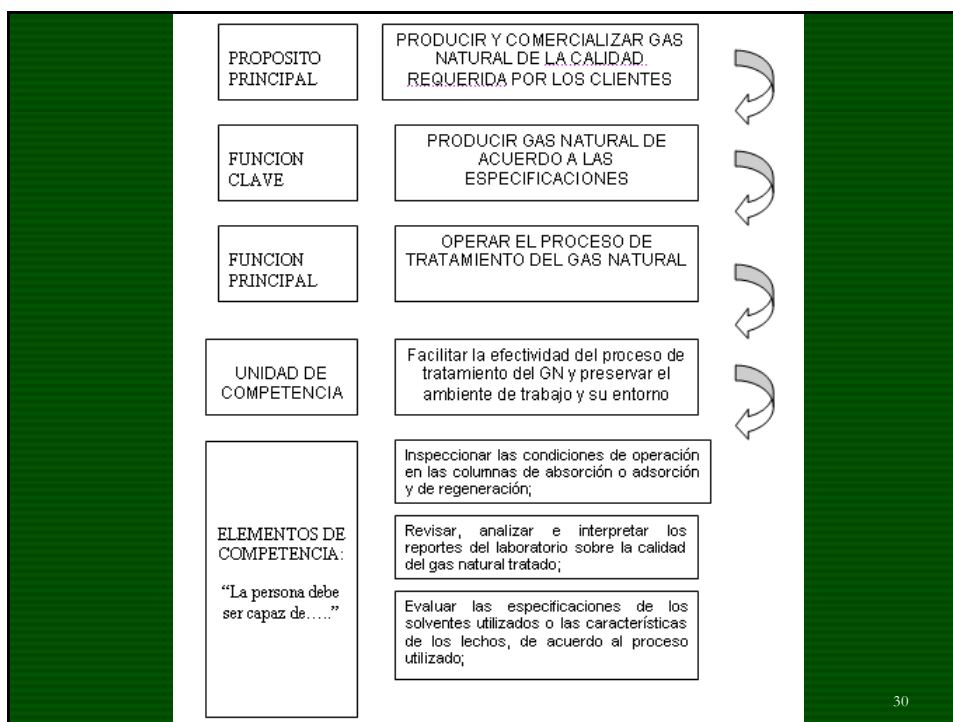 PROPOSITO
PRINCIPAL
PRODUCIR Y COMERCIALIZAR GAS
NATURAL DE LA CALIDAD
REQUERIDA POR LOS CLIENTES
FUNCION
CLAVE
PRODUCIR GAS NATURAL DE
ACUERDO A LAS
ESPECIFICACIONES
FUNCION
PRINCIPAL
OPERAR EL PROCESO DE
TRATAMIENTO DEL GAS NATURAL
UNIDAD DE
COMPETENCIA
Facilitar la efectividad del proceso de
tratamiento del GN y preservar el
ambiente de trabajo y su entorno
ELEMENTOS DE
COMPETENCIA:
“La persona debe
ser capaz de…..”
Inspeccionar las condiciones de operación
en las columnas de absorción o adsorción
y de regeneración;
Revisar, analizar e interpretar los
reportes del laboratorio sobre la calidad
del gas natural tratado;
Evaluar las especificaciones de los
solventes utilizados o las características
de los lechos, de acuerdo al proceso
utilizado;
30